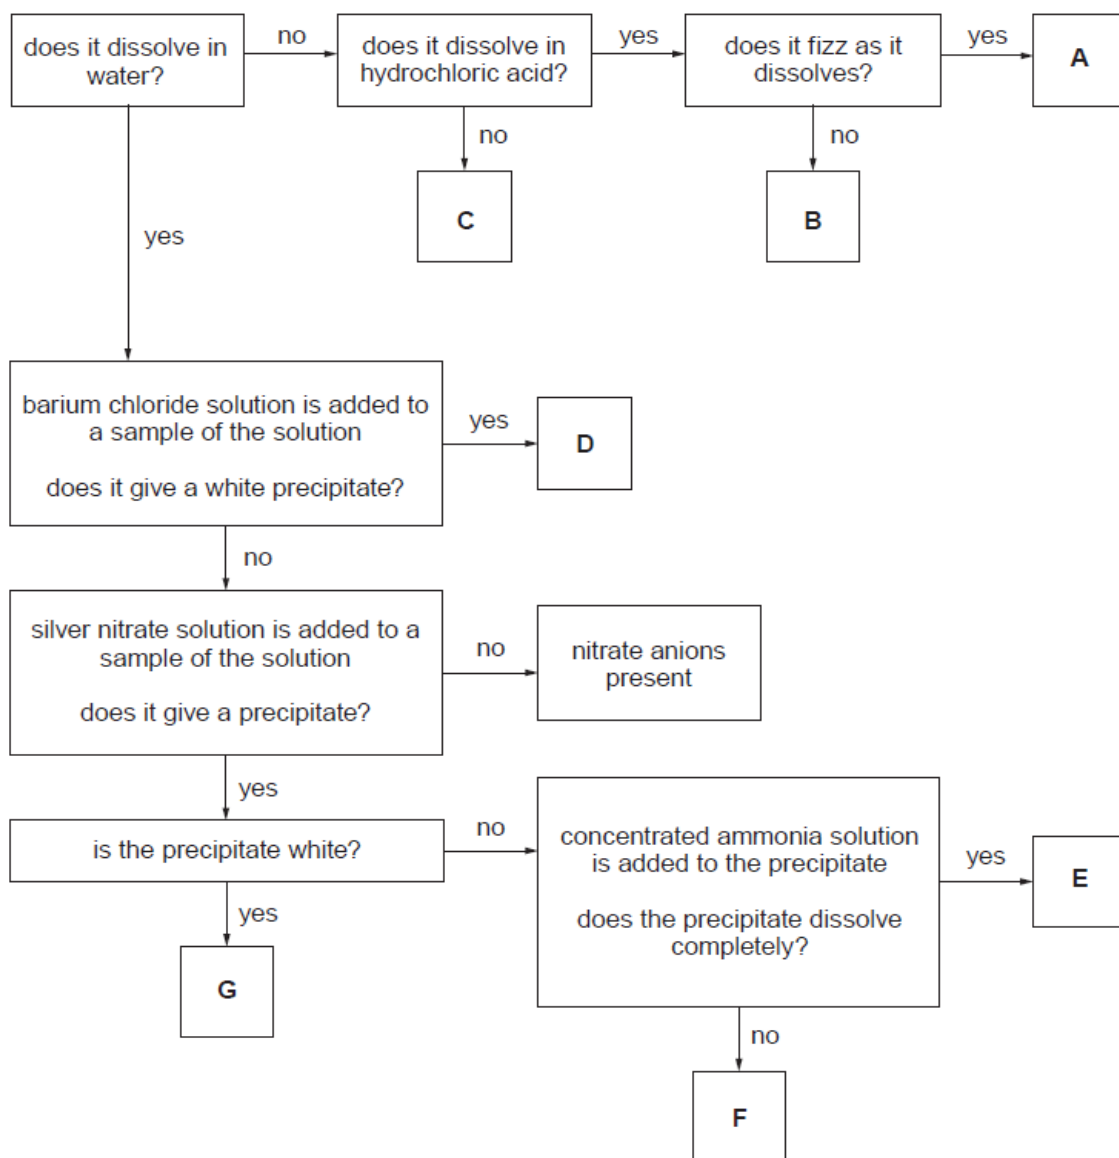 does it dissolve in
water?
no
does it dissolve in
hydrochloric acid?
yes
does it fizz as it
dissolves?
yes
A
no
C
no
B
yes
barium chloride solution is added to
a sample of the solution
does it give a white precipitate?
yes
D
no
silver nitrate solution is added to a
sample of the solution
does it give a precipitate?
no
nitrate anions
present
yes
is the precipitate white?
no
concentrated ammonia solution
is added to the precipitate
does the precipitate dissolve
completely?
yes
E
yes
G
no
F